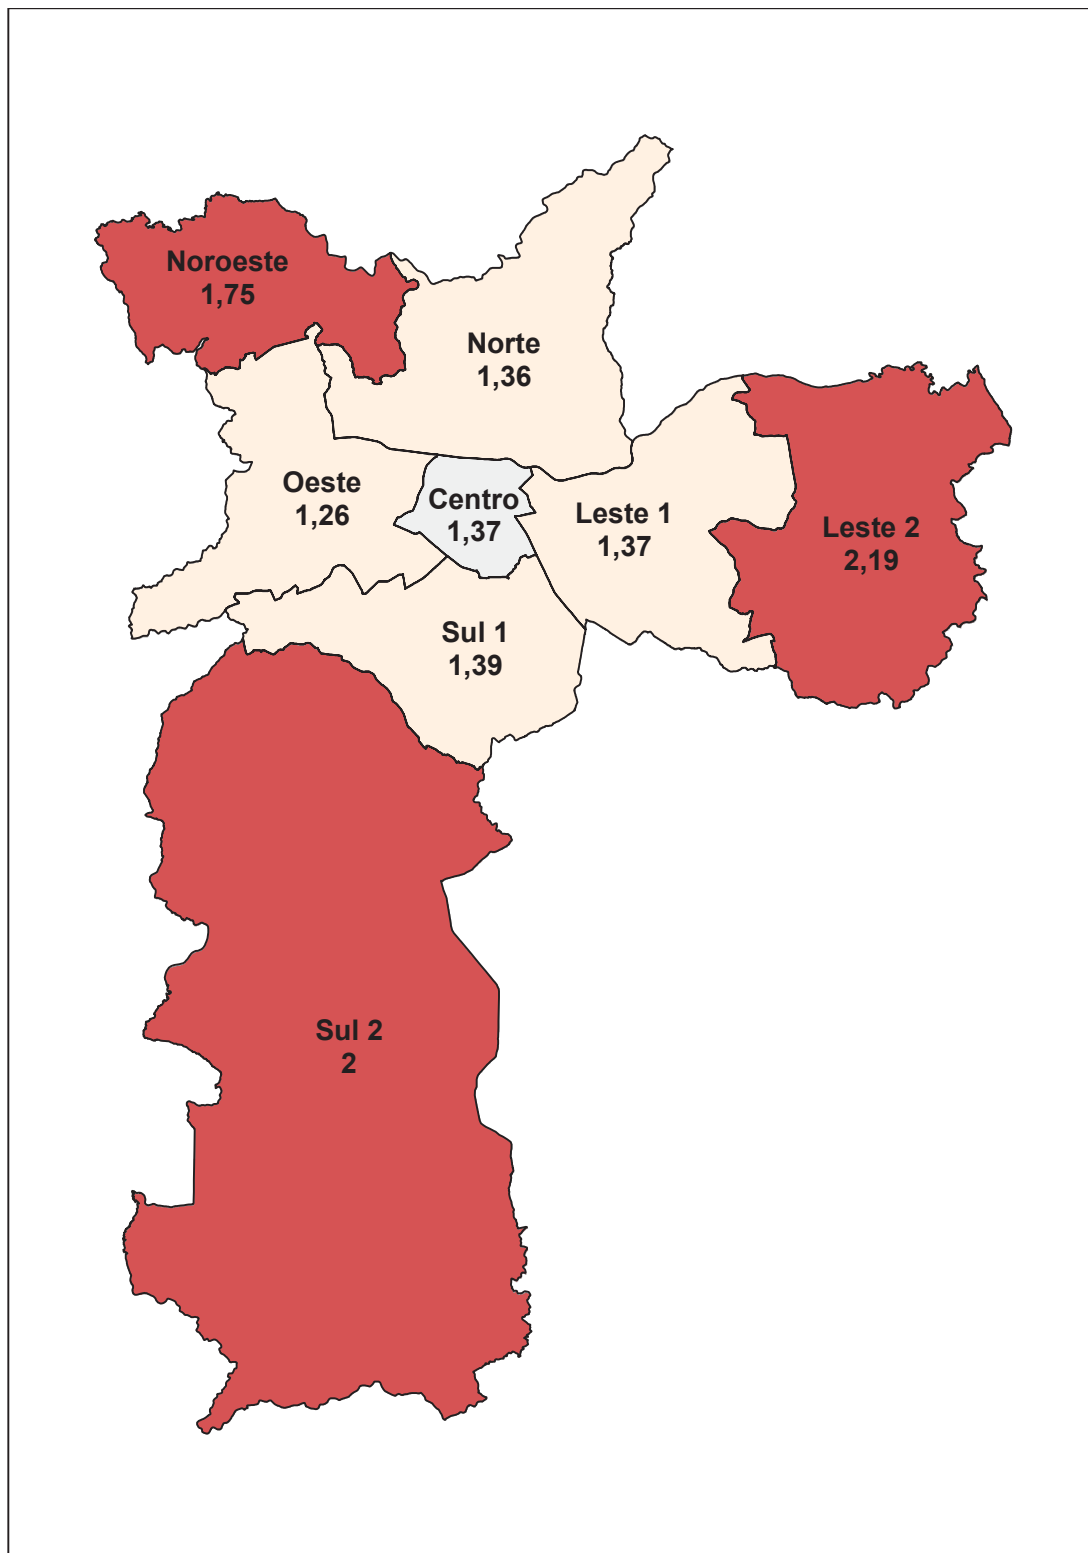 Noroeste
1,75
Norte
1,36
Oeste
1,26
Centro
1,37
Leste 1
1,37
Leste 2
2,19
Sul 1
1,39
Sul 2
2